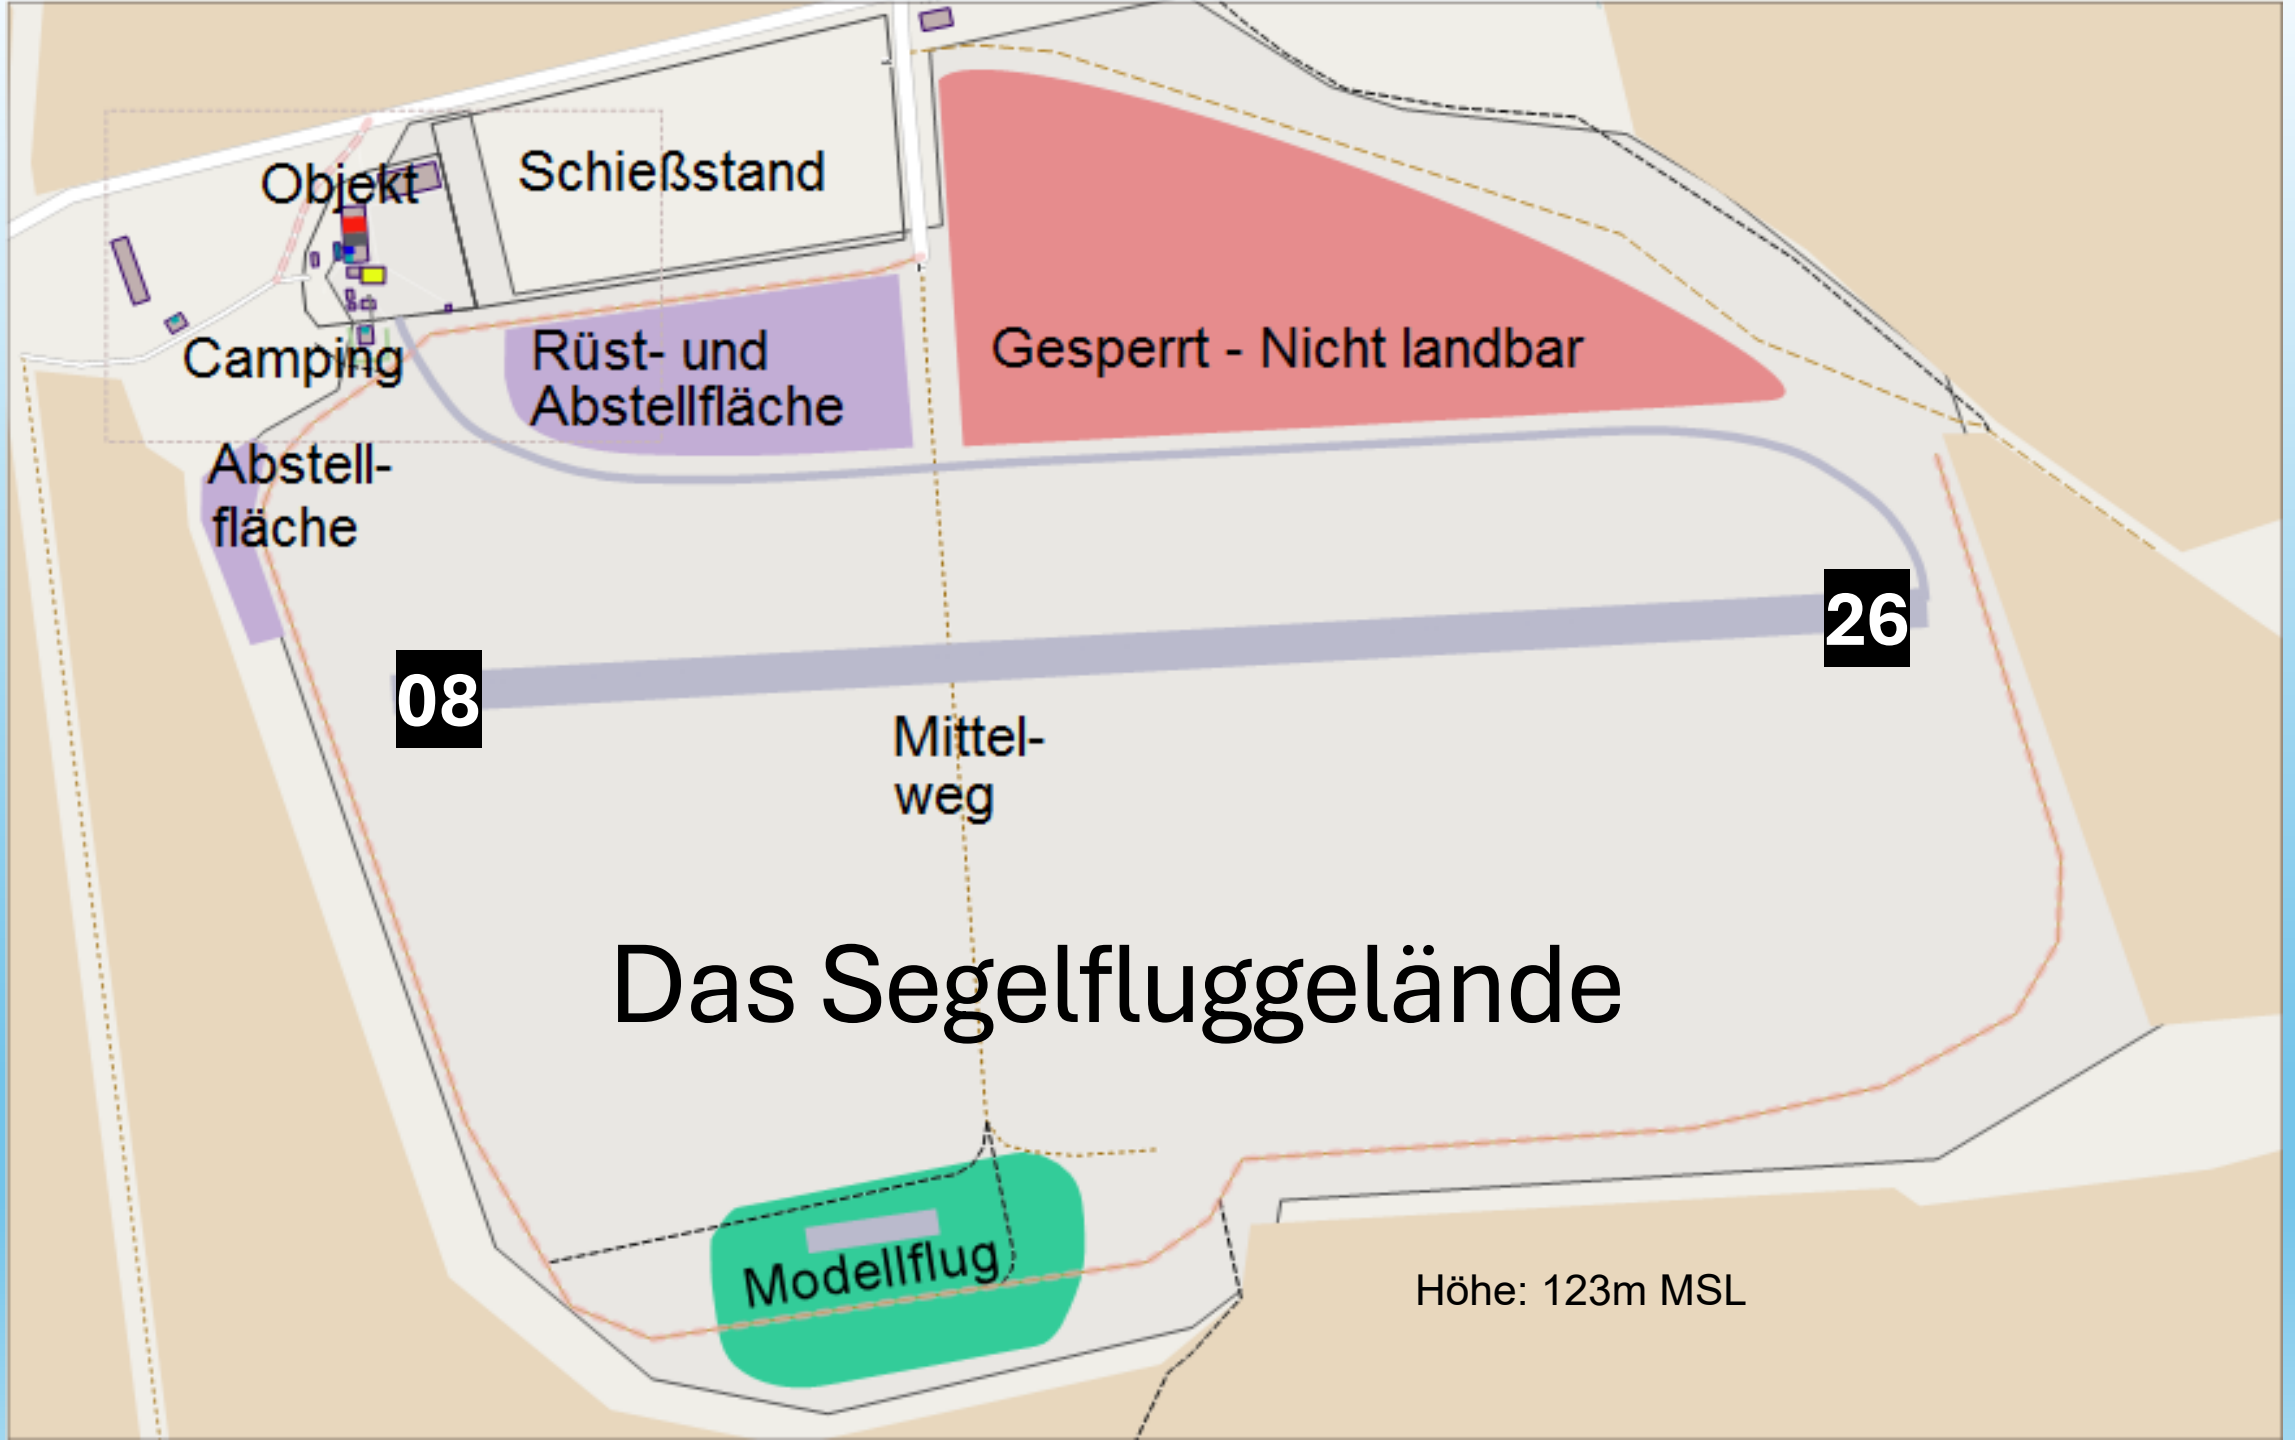 Objekt
Schießstand
Camping
Rüst- und
Abstellfläche
Gesperrt - Nicht landbar
Abstell-
fläche
26
08
Mittel-
weg
Das Segelfluggelände
Modellflug
Höhe: 123m MSL